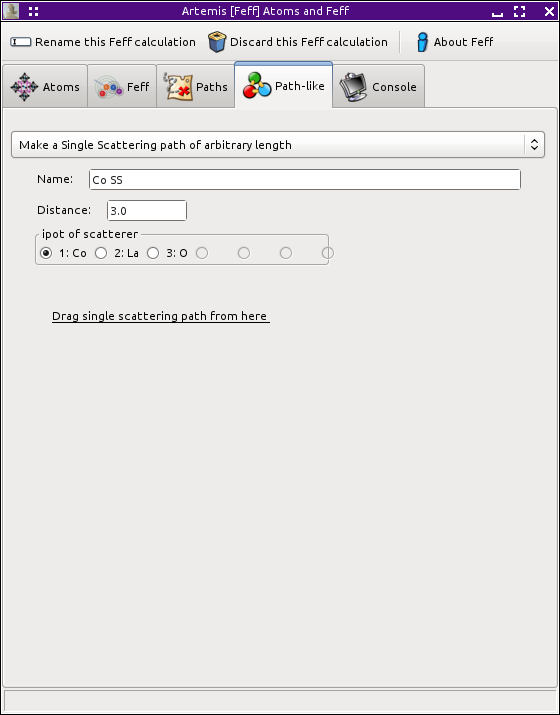 Artemis [Feff] Atoms and Feff
Rename this Feff calculation Discard this Feff calculation About Feff
Atoms Feff Paths Path-like Console
Make a Single Scattering path of arbitrary length
Name: Co SS
Distance: 3.0
ipot of scatterer
1: Co 2: La 3: O
Drag single scattering path from here